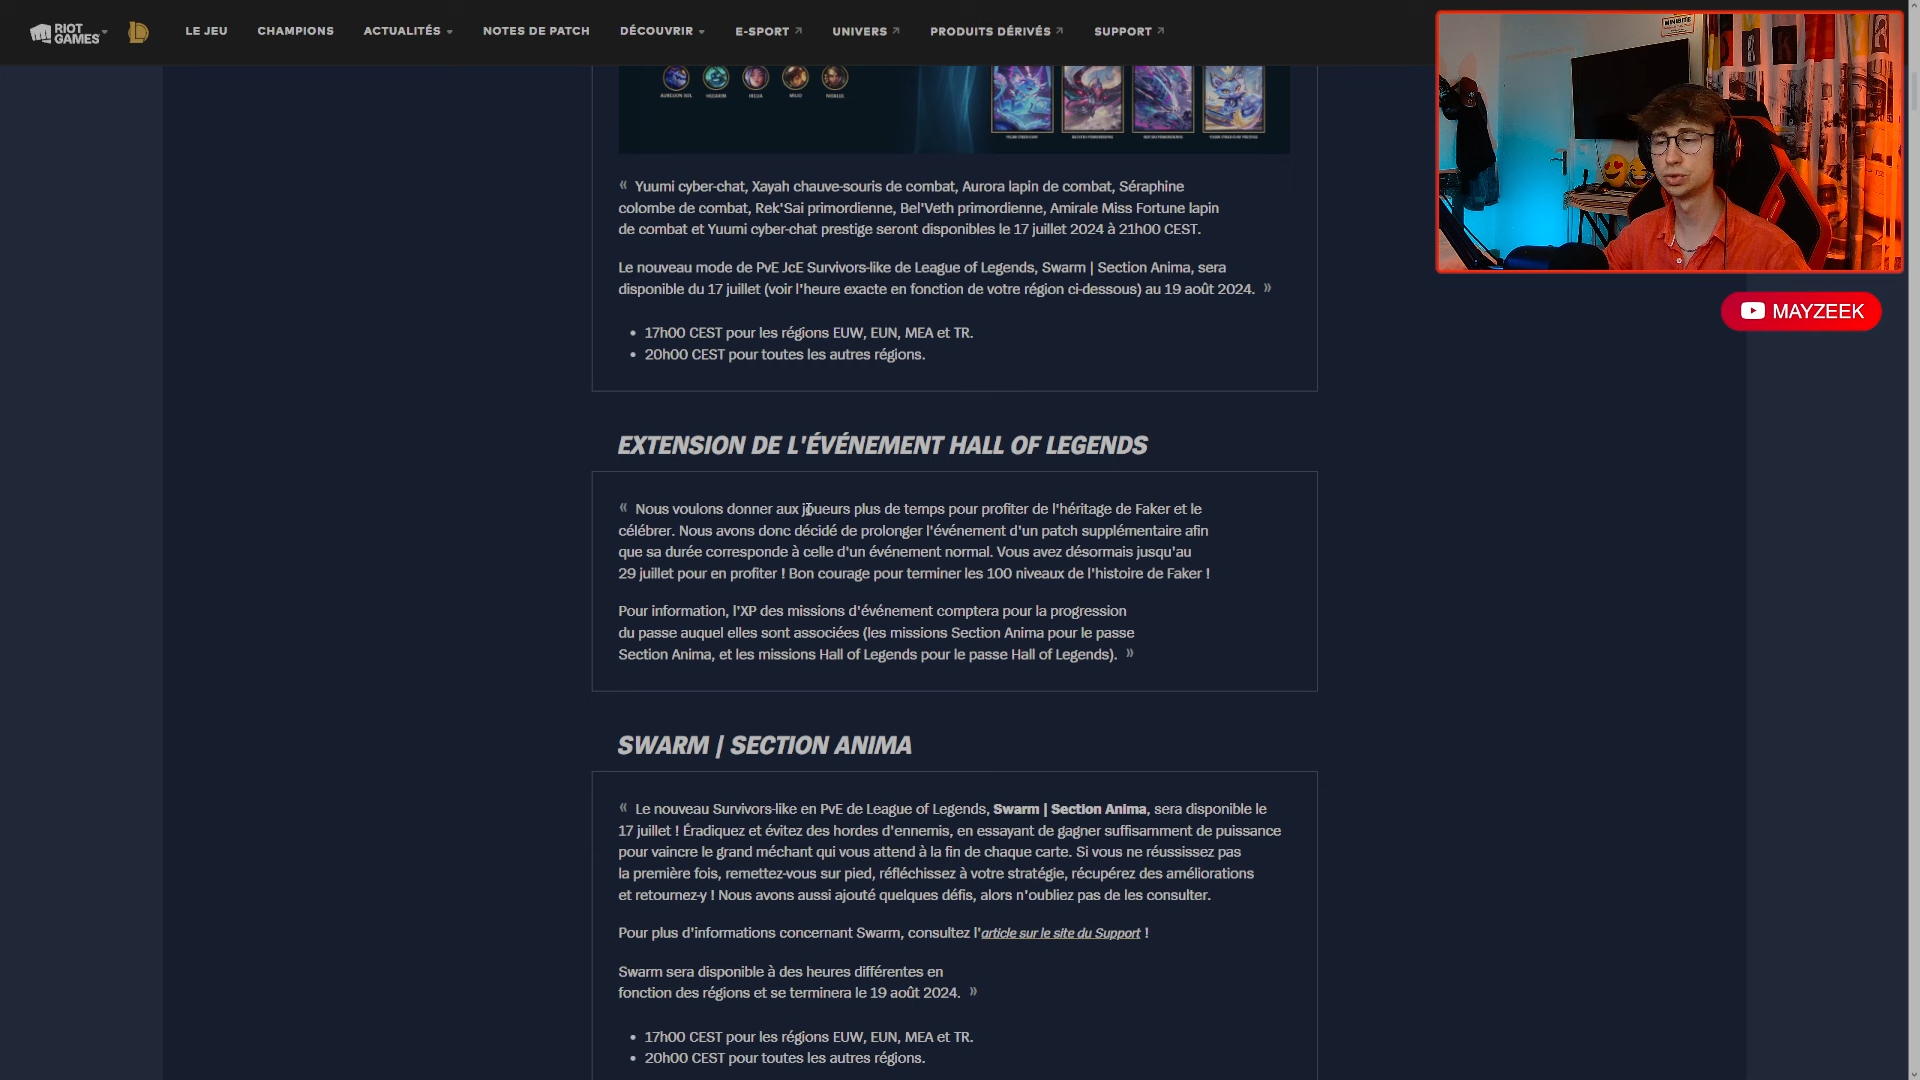 RIOT GAMES
LE JEU CHAMPIONS ACTUALITÉS NOTES DE PATCH DÉCOUVRIR E-SPORT UNIVERS PRODUITS DÉRIVÉS SUPPORT
AURELION SOL HECARIM IRELIA MILIO NIDALEE
« Yuumi cyber-chat, Xayah chauve-souris de combat, Aurora lapin de combat, Séraphine
colombe de combat, Rek'Sai primordienne, Bel'Veth primordienne, Amirale Miss Fortune lapin
de combat et Yuumi cyber-chat prestige seront disponibles le 17 juillet 2024 à 21h00 CEST.
Le nouveau mode de PvE JcE Survivors-like de League of Legends, Swarm | Section Anima, sera
disponible du 17 juillet (voir l'heure exacte en fonction de votre région ci-dessous) au 19 août 2024. »
• 17h00 CEST pour les régions EUW, EUN, MEA et TR.
• 20h00 CEST pour toutes les autres régions.
MAYZEEK
EXTENSION DE L'ÉVÉNEMENT HALL OF LEGENDS
« Nous voulons donner aux joueurs plus de temps pour profiter de l'héritage de Faker et le
célébrer. Nous avons donc décidé de prolonger l'événement d'un patch supplémentaire afin
que sa durée corresponde à celle d'un événement normal. Vous avez désormais jusqu'au
29 juillet pour en profiter ! Bon courage pour terminer les 100 niveaux de l'histoire de Faker !
Pour information, l'XP des missions d'événement comptera pour la progression
du passe auquel elles sont associées (les missions Section Anima pour le passe
Section Anima, et les missions Hall of Legends pour le passe Hall of Legends). »
SWARM | SECTION ANIMA
« Le nouveau Survivors-like en PvE de League of Legends, Swarm | Section Anima, sera disponible le
17 juillet ! Éradiquez et évitez des hordes d'ennemis, en essayant de gagner suffisamment de puissance
pour vaincre le grand méchant qui vous attend à la fin de chaque carte. Si vous ne réussissez pas
la première fois, remettez-vous sur pied, réfléchissez à votre stratégie, récupérez des améliorations
et retournez-y ! Nous avons aussi ajouté quelques défis, alors n'oubliez pas de les consulter.
Pour plus d'informations concernant Swarm, consultez l'article sur le site du Support !
Swarm sera disponible à des heures différentes en
fonction des régions et se terminera le 19 août 2024. »
• 17h00 CEST pour les régions EUW, EUN, MEA et TR.
• 20h00 CEST pour toutes les autres régions.